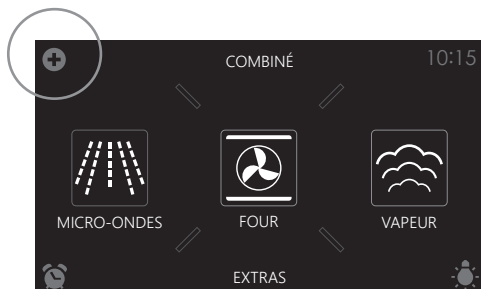 COMBINÉ
10:15
MICRO-ONDES
FOUR
VAPEUR
EXTRAS